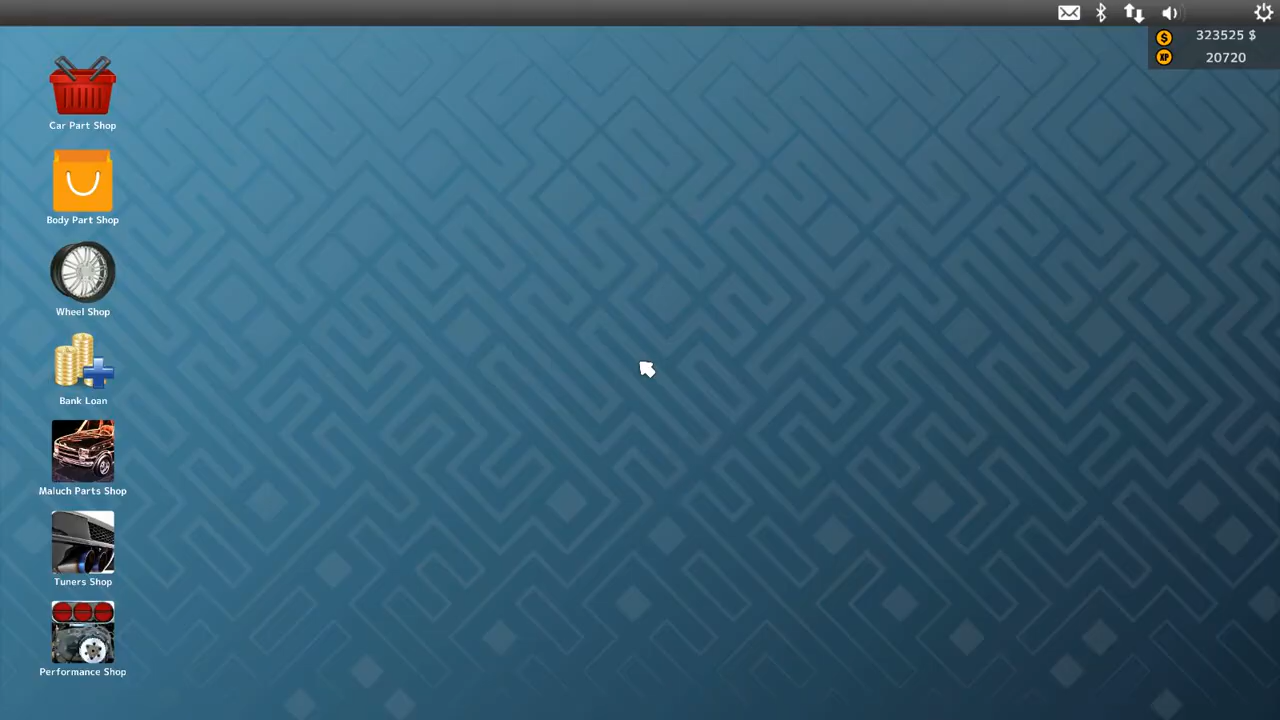 323525 $
XP 20720
Car Part Shop
Body Part Shop
Wheel Shop
Bank Loan
Maluch Parts Shop
Tuners Shop
Performance Shop